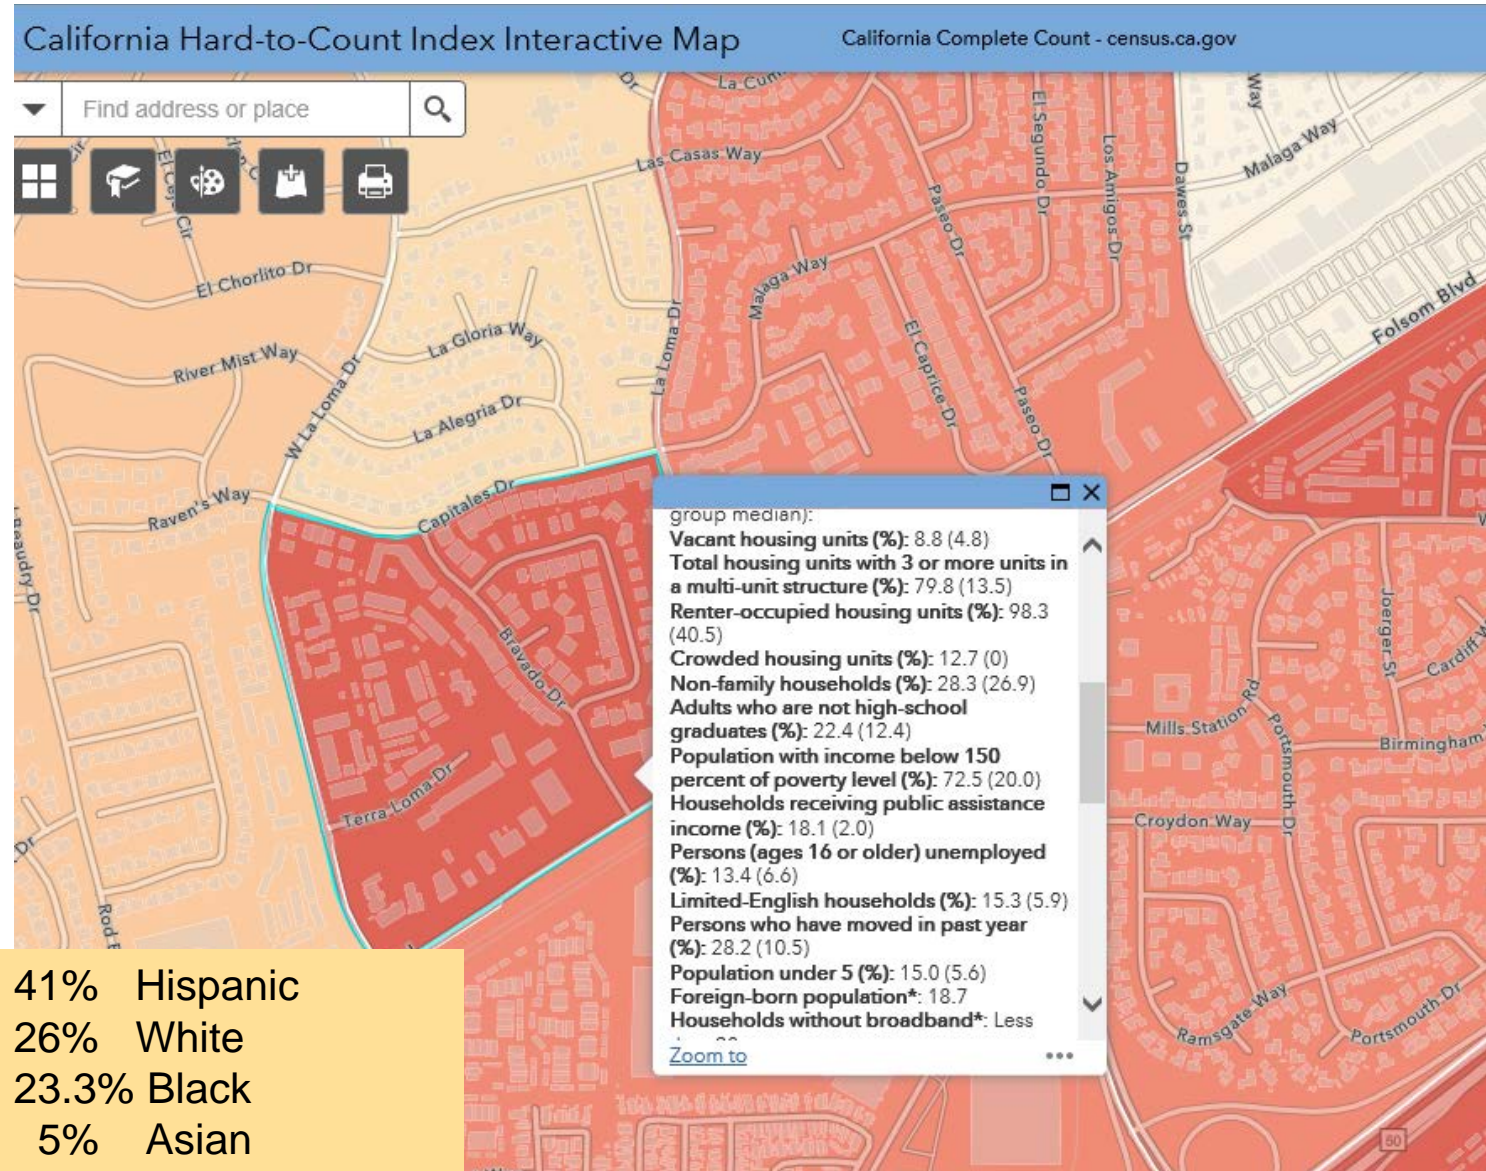 California Hard-to-Count Index Interactive Map
California Complete Count - census.ca.gov
Find address or place
La Cum
Dr
Way
Las Casas Way
El Segundo Dr
Los Amigos Dr
Dawes St
Malaga Way
Paseo Dr
El Chorlito Dr
Malaga Way
La Gloria Way
La Loma Dr
El Caprice Dr
Folsom Blvd
River Mist Way
W La Loma Dr
La Alegria Dr
Paseo Dr
Raven's Way
Capitales Dr
Beaudry Dr
Bravado Dr
Terra Loma Dr
Dr
Rod
group median):
Vacant housing units (%): 8.8 (4.8)
Total housing units with 3 or more units in
a multi-unit structure (%): 79.8 (13.5)
Renter-occupied housing units (%): 98.3
(40.5)
Crowded housing units (%): 12.7 (0)
Non-family households (%): 28.3 (26.9)
Adults who are not high-school
graduates (%): 22.4 (12.4)
Population with income below 150
percent of poverty level (%): 72.5 (20.0)
Households receiving public assistance
income (%): 18.1 (2.0)
Persons (ages 16 or older) unemployed
(%): 13.4 (6.6)
Limited-English households (%): 15.3 (5.9)
Persons who have moved in past year
(%): 28.2 (10.5)
Population under 5 (%): 15.0 (5.6)
Foreign-born population*: 18.7
Households without broadband*: Less
Zoom to
Joerger St
Cardiff W
Mills Station Rd
Portsmouth Dr
Birmingham
Croydon Way
Ramsgate Way
Portsmouth Dr
50
41% Hispanic
26% White
23.3% Black
5% Asian